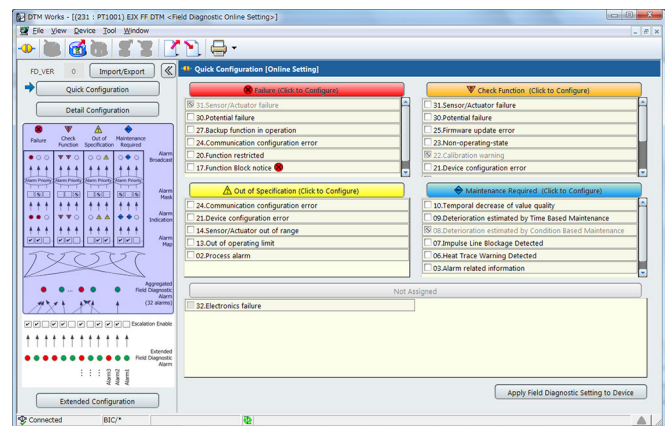 DTM Works - [(231 : PT1001) EJX FF DTM <Field Diagnostic Online Setting>]
File View Device Tool Window
FD_VER 0 Import/Export
Quick Configuration
Detail Configuration
Failure Check Function Out of Specification Maintenance Required
Alarm Broadcast
Alarm Priority Alarm Priority Alarm Priority Alarm Priority
Alarm Mask
Alarm Indication
Alarm Map
Aggregated Field Diagnostic Alarm (32 alarms)
Escalation Enable
Extended Field Diagnostic Alarm
Alarm3 Alarm2 Alarm1
Extended Configuration
Quick Configuration [Online Setting]
Failure (Click to Configure)
31.Sensor/Actuator failure
30.Potential failure
27.Backup function in operation
24.Communication configuration error
20.Function restricted
17.Function Block notice
Check Function (Click to Configure)
31.Sensor/Actuator failure
30.Potential failure
25.Firmware update error
23.Non-operating-state
22.Calibration warning
21.Device configuration error
Out of Specification (Click to Configure)
24.Communication configuration error
21.Device configuration error
14.Sensor/Actuator out of range
13.Out of operating limit
02.Process alarm
Maintenance Required (Click to Configure)
10.Temporal decrease of value quality
09.Deterioration estimated by Time Based Maintenance
08.Deterioration estimated by Condition Based Maintenance
07.Impulse Line Blockage Detected
06.Heat Trace Warning Detected
03.Alarm related information
Not Assigned
32.Electronics failure
Apply Field Diagnostic Setting to Device
Connected BIC/*